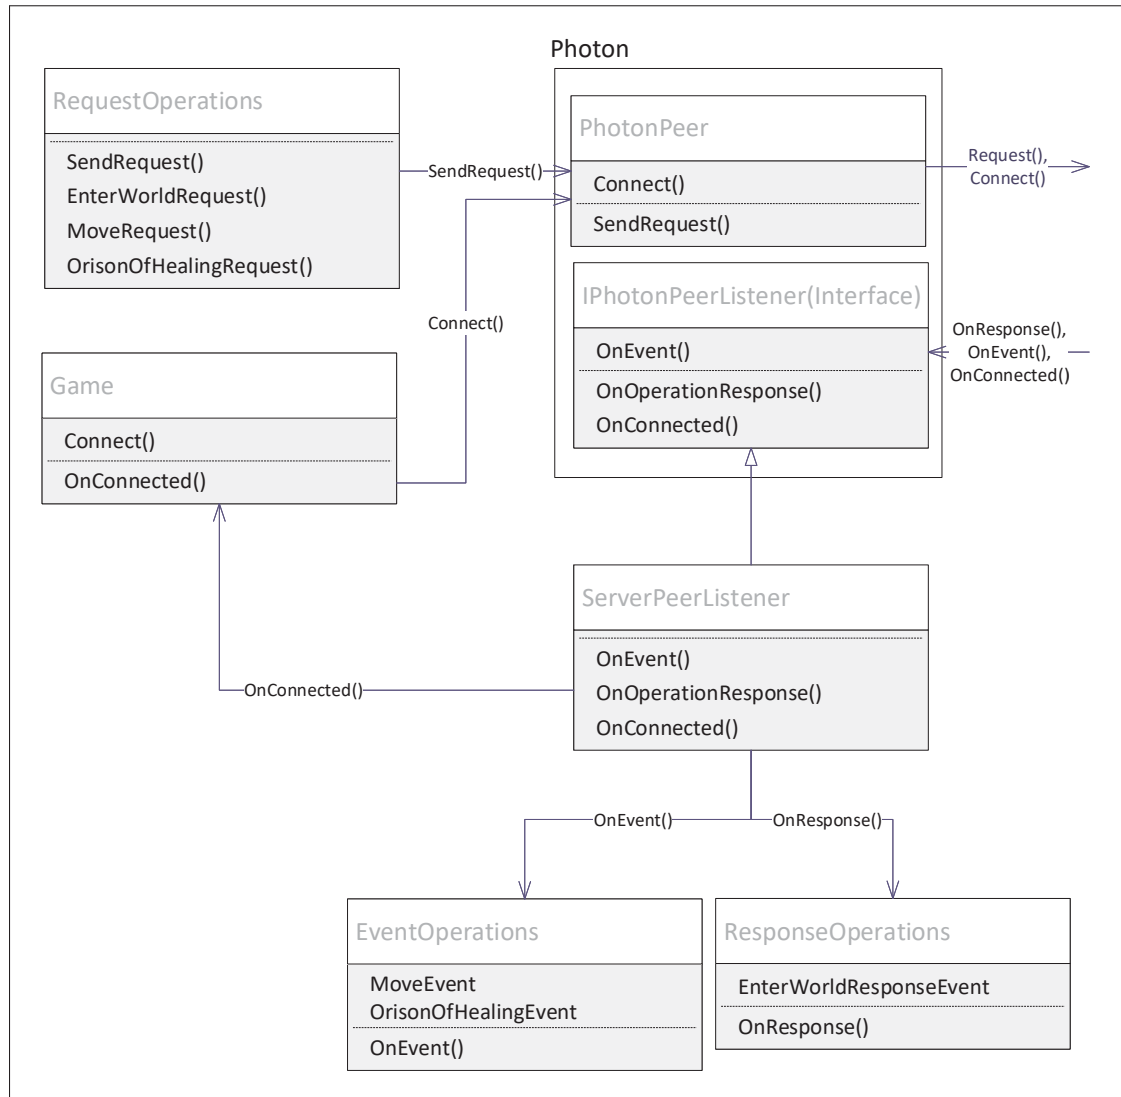 Photon
RequestOperations
SendRequest()
EnterWorldRequest()
MoveRequest()
OrisonOfHealingRequest()
SendRequest()
PhotonPeer
Connect()
SendRequest()
Request(),
Connect()
IPhotonPeerListener(Interface)
OnEvent()
OnOperationResponse()
OnConnected()
OnResponse(),
OnEvent(),
OnConnected()
Connect()
Game
Connect()
OnConnected()
ServerPeerListener
OnEvent()
OnOperationResponse()
OnConnected()
OnConnected()
OnEvent()
OnResponse()
EventOperations
MoveEvent
OrisonOfHealingEvent
OnEvent()
ResponseOperations
EnterWorldResponseEvent
OnResponse()